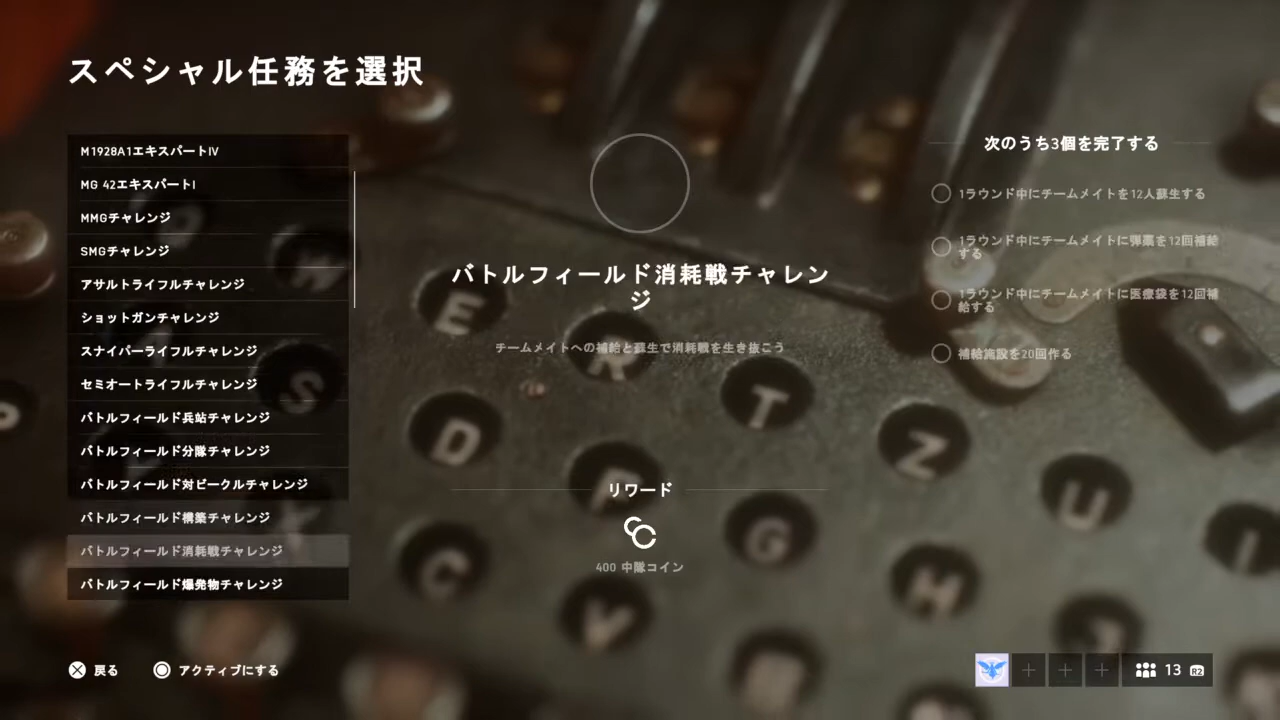 スペシャル任務を選択
M1928A1エキスパートIV
MG 42エキスパートI
MMGチャレンジ
SMGチャレンジ
アサルトライフルチャレンジ
ショットガンチャレンジ
スナイパーライフルチャレンジ
セミオートライフルチャレンジ
バトルフィールド兵站チャレンジ
バトルフィールド分隊チャレンジ
バトルフィールド対ビークルチャレンジ
バトルフィールド構築チャレンジ
バトルフィールド消耗戦チャレンジ
バトルフィールド爆発物チャレンジ
バトルフィールド消耗戦チャレン
ジ
チームメイトへの補給と蘇生で消耗戦を生き抜こう
リワード
400 中隊コイン
次のうち3個を完了する
1ラウンド中にチームメイトを12人蘇生する
1ラウンド中にチームメイトに弾薬を12回補給
する
1ラウンド中にチームメイトに医療袋を12回補
給する
補給施設を20回作る
E R T Z U I
S D F G H
C V
戻る
アクティブにする
13 R2